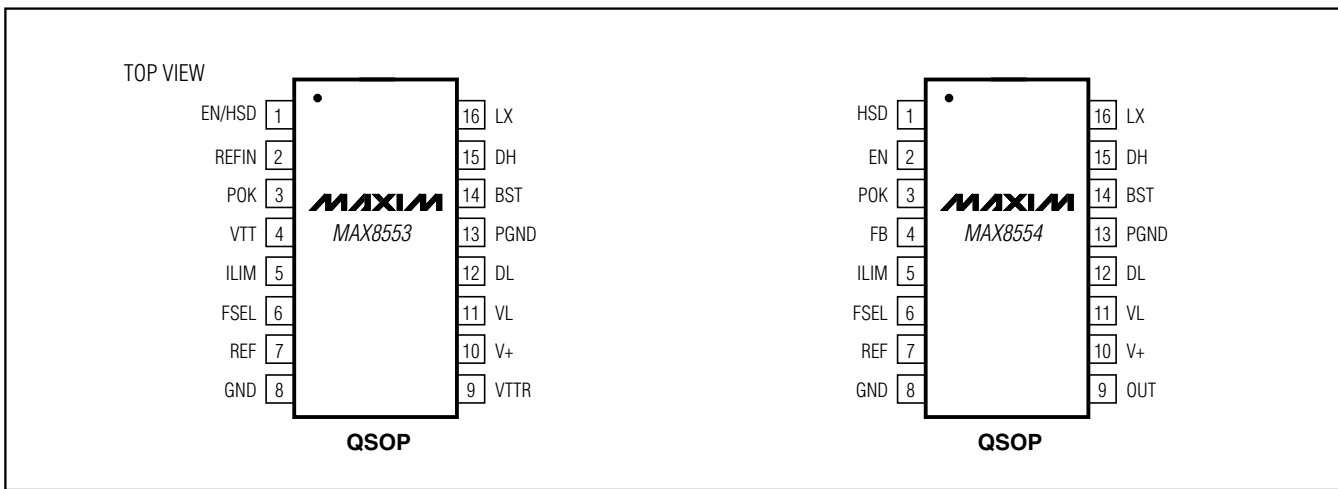 TOP VIEW
EN/HSD 1
REFIN 2
POK 3
VTT 4
ILIM 5
FSEL 6
REF 7
GND 8
MAXIM
MAX8553
16 LX
15 DH
14 BST
13 PGND
12 DL
11 VL
10 V+
9 VTTR
QSOP
HSD 1
EN 2
POK 3
FB 4
ILIM 5
FSEL 6
REF 7
GND 8
MAXIM
MAX8554
16 LX
15 DH
14 BST
13 PGND
12 DL
11 VL
10 V+
9 OUT
QSOP